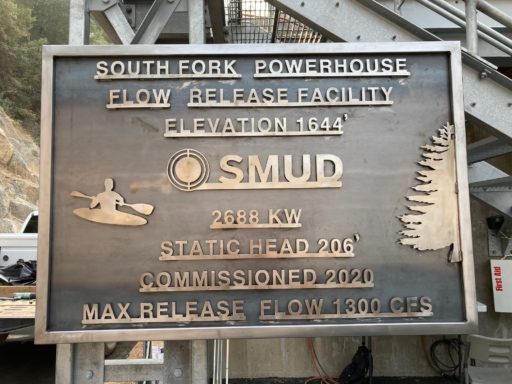 SOUTH FORK POWERHOUSE
FLOW RELEASE FACILITY
ELEVATION 1644'
SMUD
2688 KW
STATIC HEAD 206'
COMMISSIONED 2020
MAX RELEASE FLOW 1300 CFS
First Aid